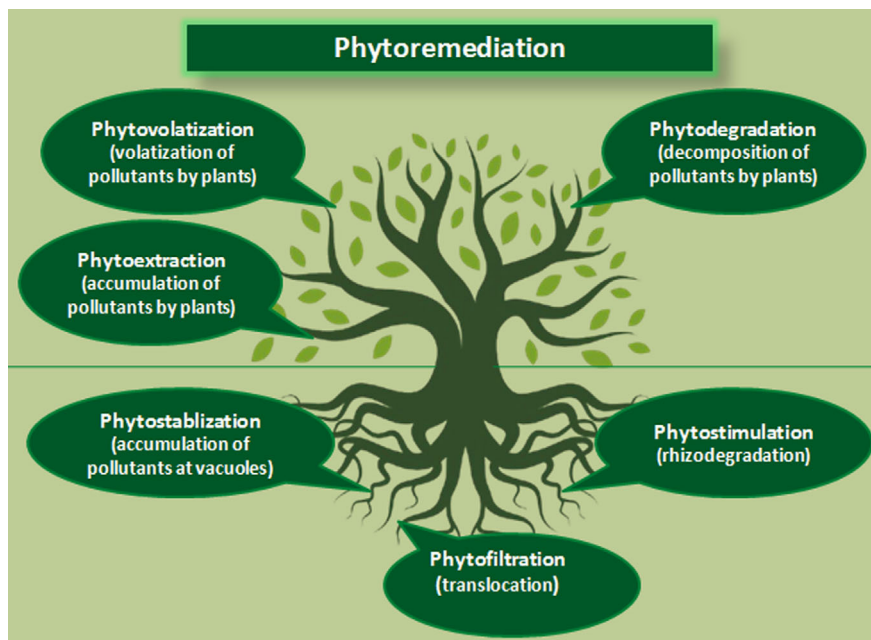 Phytoremediation
Phytovolatization
(volatization of
pollutants by plants)
Phytodegradation
(decomposition of
pollutants by plants)
Phytoextraction
(accumulation of
pollutants by plants)
Phytostablization
(accumulation of
pollutants at vacuoles)
Phytostimulation
(rhizodegradation)
Phytofiltration
(translocation)